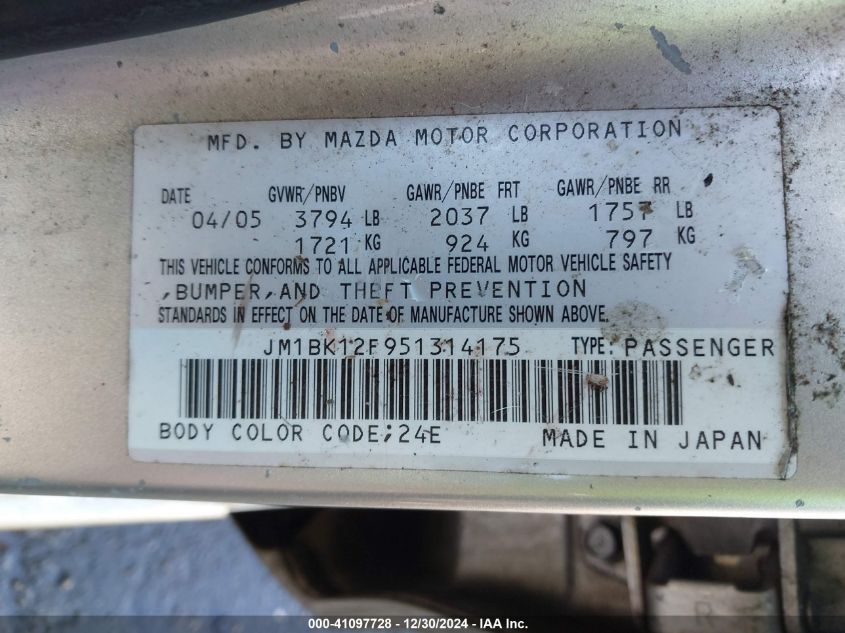 MFD. BY MAZDA MOTOR CORPORATION
DATE GVWR/PNBV GAWR/PNBE FRT GAWR/PNBE RR
04/05 3794 LB 2037 LB 1757 LB
1721 KG 924 KG 797 KG
THIS VEHICLE CONFORMS TO ALL APPLICABLE FEDERAL MOTOR VEHICLE SAFETY
,BUMPER,AND THEFT PREVENTION
STANDARDS IN EFFECT ON THE DATE OF MANUFACTURE SHOWN ABOVE.
JM1BK12F951314175 TYPE: PASSENGER
BODY COLOR CODE;24E MADE IN JAPAN
000-41097728 - 12/30/2024 - IAA Inc.